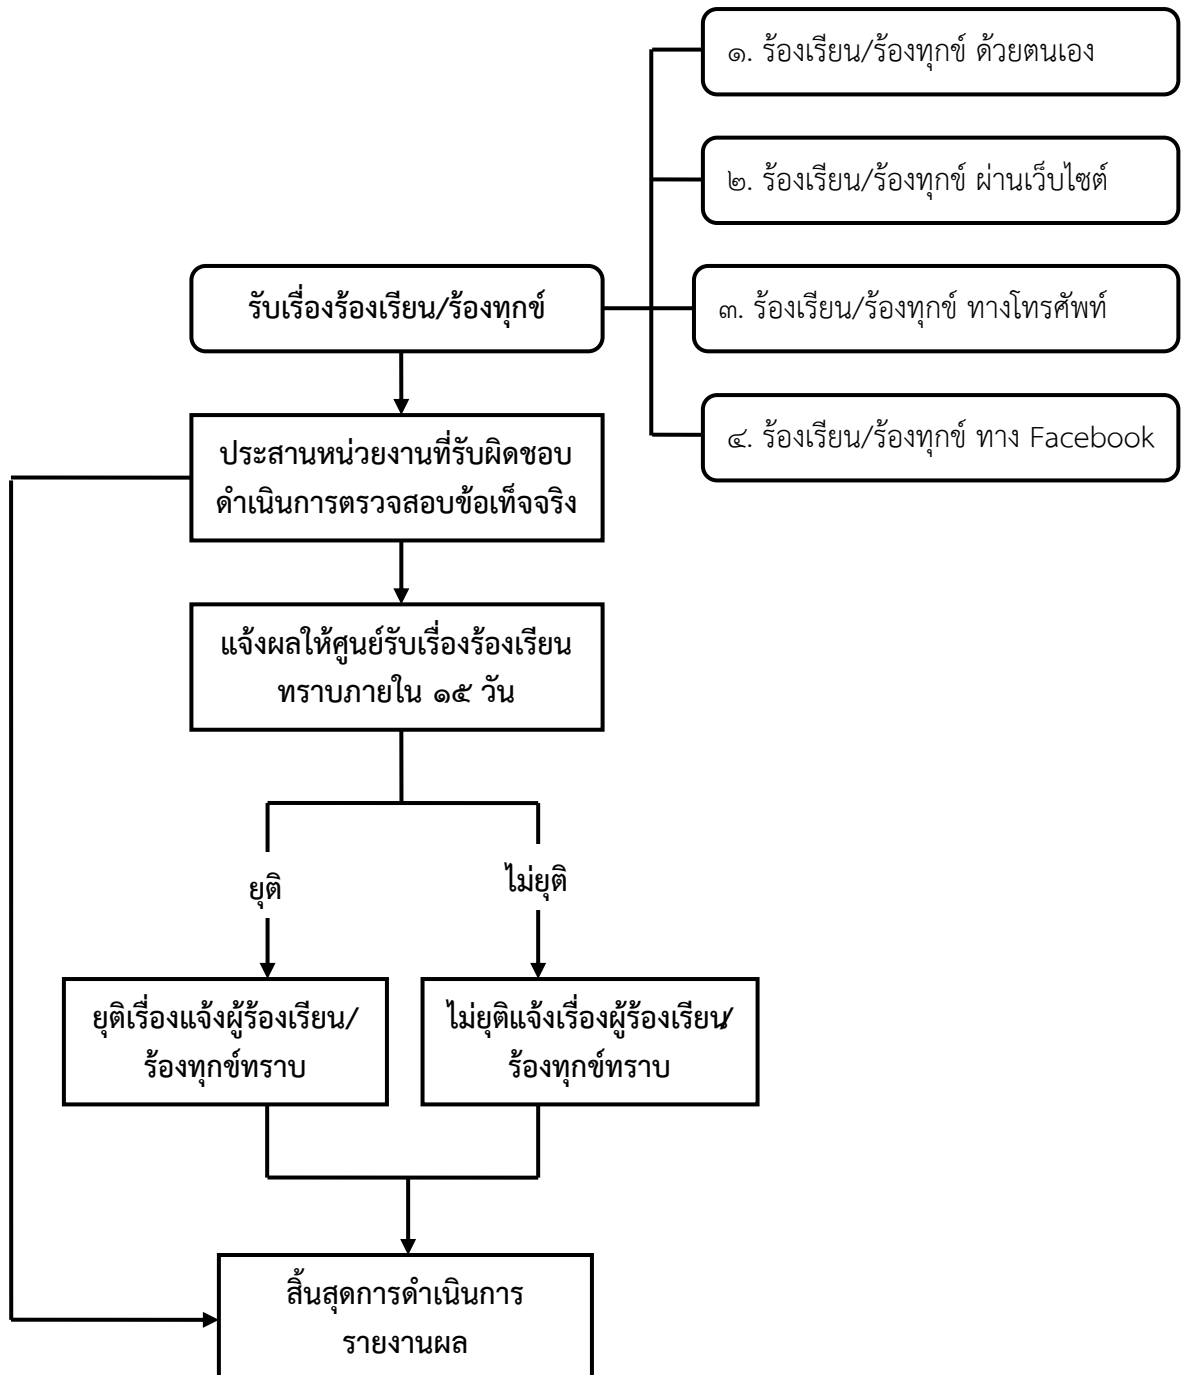 ๑. ร้องเรียน/ร้องทุกข์ ด้วยตนเอง
๒. ร้องเรียน/ร้องทุกข์ ผ่านเว็บไซต์
รับเรื่องร้องเรียน/ร้องทุกข์
๓. ร้องเรียน/ร้องทุกข์ ทางโทรศัพท์
๔. ร้องเรียน/ร้องทุกข์ ทาง Facebook
ประสานหน่วยงานที่รับผิดชอบ
ดำเนินการตรวจสอบข้อเท็จจริง
แจ้งผลให้ศูนย์รับเรื่องร้องเรียน
ทราบภายใน ๑๕ วัน
ยุติ
ไม่ยุติ
ยุติเรื่องแจ้งผู้ร้องเรียน/
ร้องทุกข์ทราบ
ไม่ยุติแจ้งเรื่องผู้ร้องเรียน/
ร้องทุกข์ทราบ
สิ้นสุดการดำเนินการ
รายงานผล